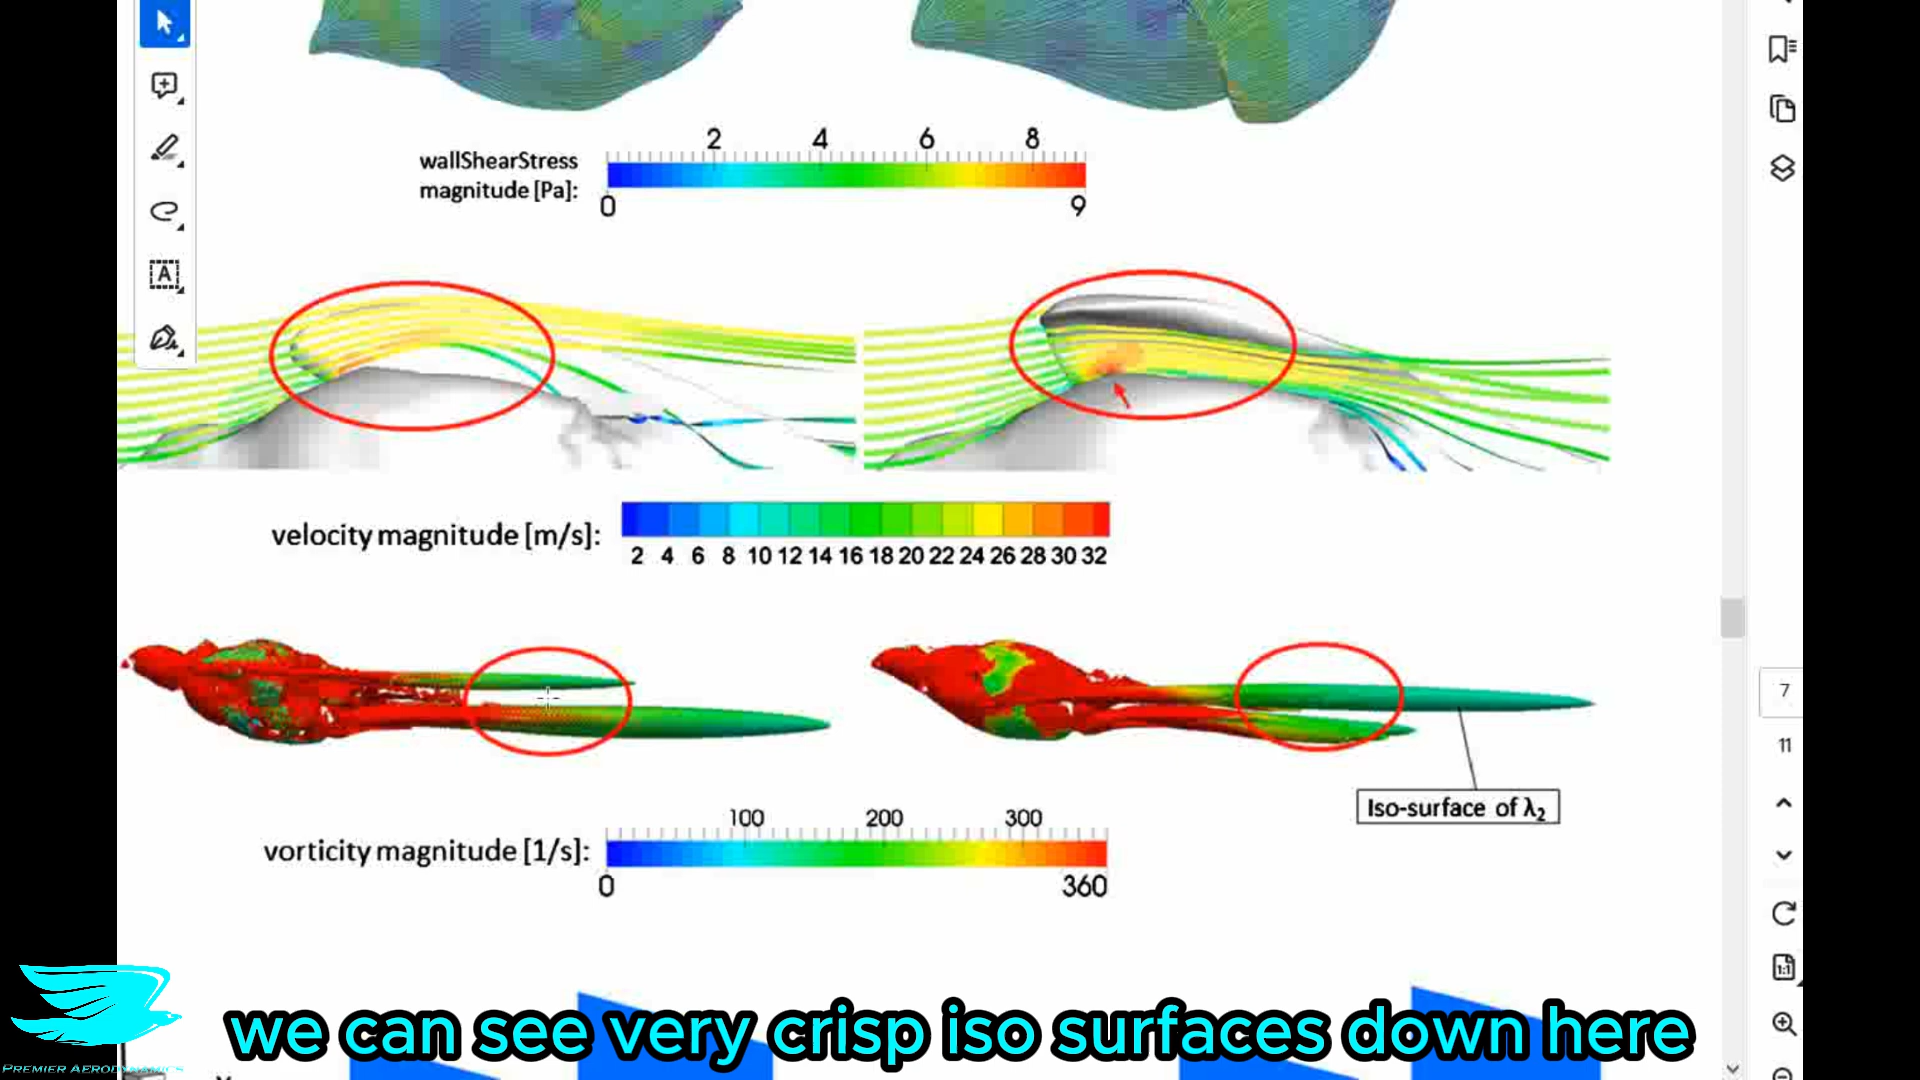 2 4 6 8
wallShearStress
magnitude [Pa]:
0 9
velocity magnitude [m/s]:
2 4 6 8 10 12 14 16 18 20 22 24 26 28 30 32
7
11
Iso-surface of λ₂
100 200 300
vorticity magnitude [1/s]:
0 360
we can see very crisp iso surfaces down here
PREMIER AERODYNAMICS